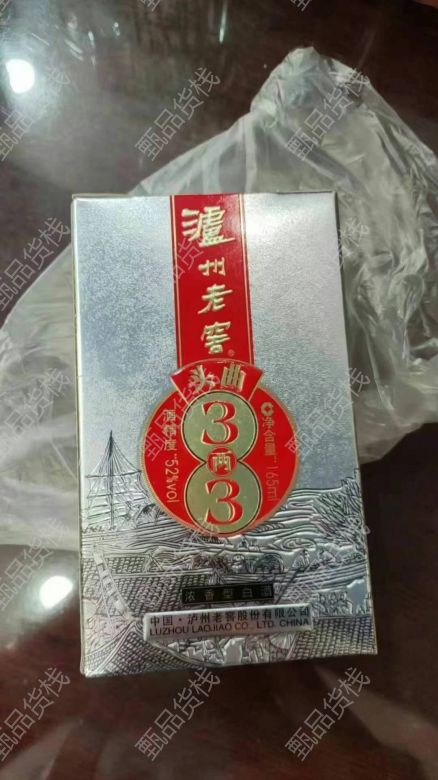 泸州老窖®
头曲
3
两
3
酒精度:52%vol
净含量:165ml
浓香型白酒
中国·泸州老窖股份有限公司
LUZHOU LAOJIAO CO., LTD. CHINA
甄品货栈